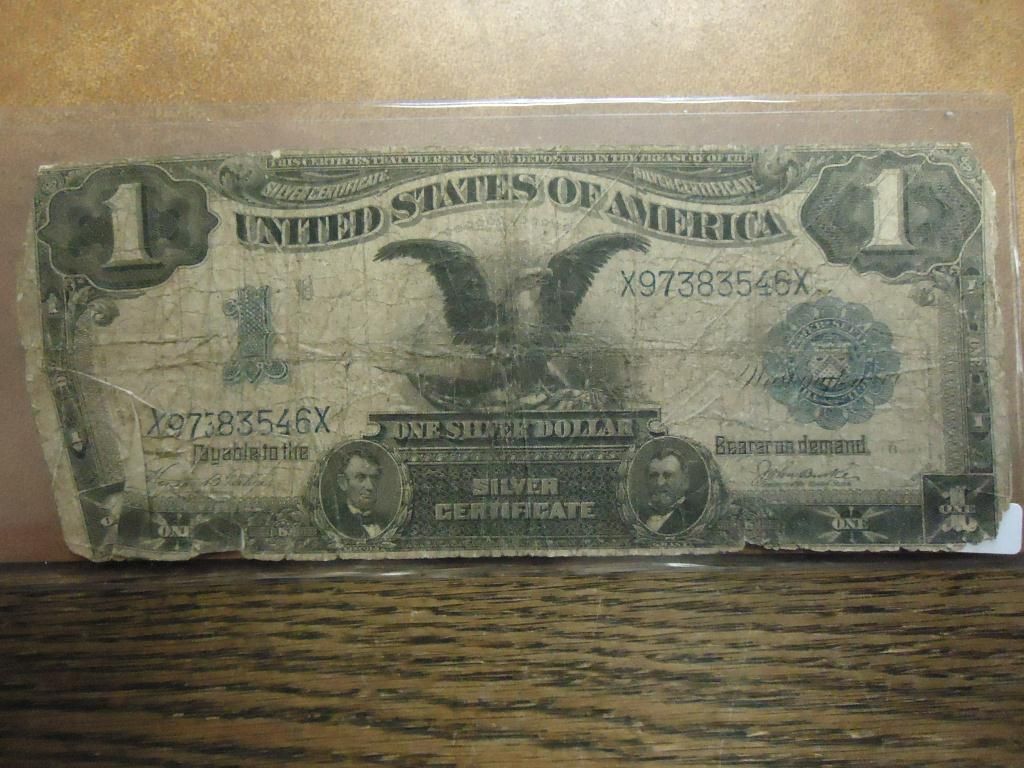 THIS CERTIFIES THAT THERE HAS BEEN DEPOSITED IN THE TREASURY OF THE
SILVER CERTIFICATE SILVER CERTIFICATE
1 UNITED STATES OF AMERICA 1
X97383546X
1
X97383546X
ONE SILVER DOLLAR
Payable to the Bearer on demand
SILVER
CERTIFICATE
ONE ONE ONE